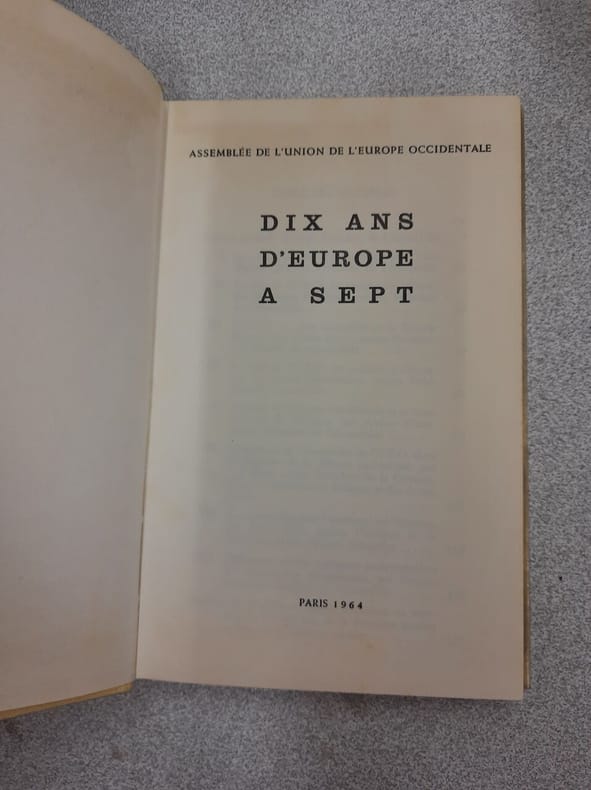 ASSEMBLÉE DE L'UNION DE L'EUROPE OCCIDENTALE
DIX ANS
D'EUROPE
A SEPT
PARIS 1964